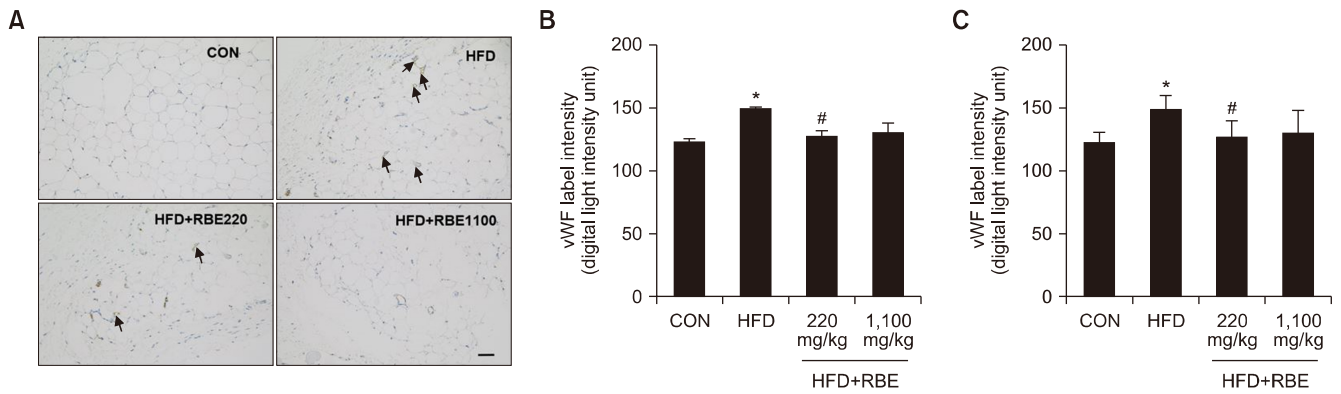 A
CON
HFD
HFD+RBE220
HFD+RBE1100
B
vWF label intensity
(digital light intensity unit)
200
150
100
50
0
*
#
CON
HFD
220
mg/kg
1,100
mg/kg
HFD+RBE
C
vWF label intensity
(digital light intensity unit)
200
150
100
50
0
*
#
CON
HFD
220
mg/kg
1,100
mg/kg
HFD+RBE